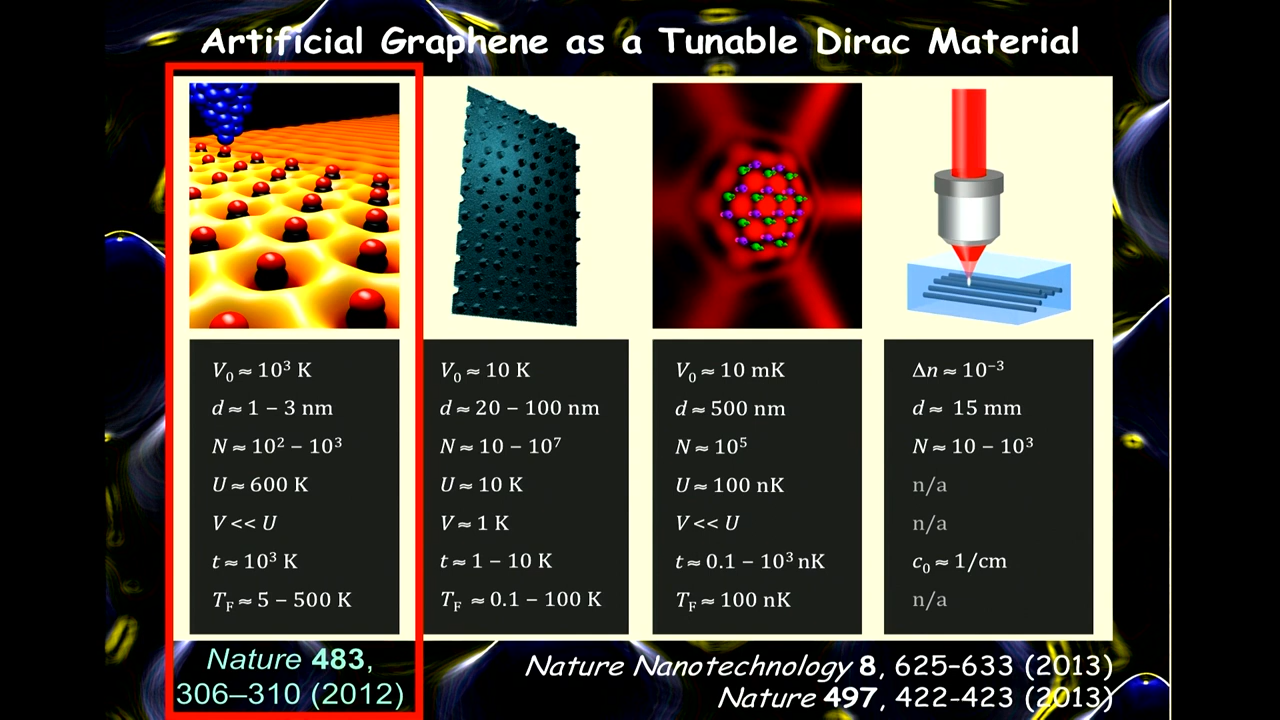 Artificial Graphene as a Tunable Dirac Material
V₀ ≈ 10³ K
d ≈ 1 – 3 nm
N ≈ 10² – 10³
U ≈ 600 K
V << U
t ≈ 10³ K
T_F ≈ 5 – 500 K
V₀ ≈ 10 K
d ≈ 20 – 100 nm
N ≈ 10 – 10⁷
U ≈ 10 K
V ≈ 1 K
t ≈ 1 – 10 K
T_F ≈ 0.1 – 100 K
V₀ ≈ 10 mK
d ≈ 500 nm
N ≈ 10⁵
U ≈ 100 nK
V << U
t ≈ 0.1 – 10³ nK
T_F ≈ 100 nK
Δn ≈ 10⁻³
d ≈ 15 mm
N ≈ 10 – 10³
n/a
n/a
c₀ ≈ 1/cm
n/a
Nature 483,
306–310 (2012)
Nature Nanotechnology 8, 625-633 (2013)
Nature 497, 422-423 (2013)